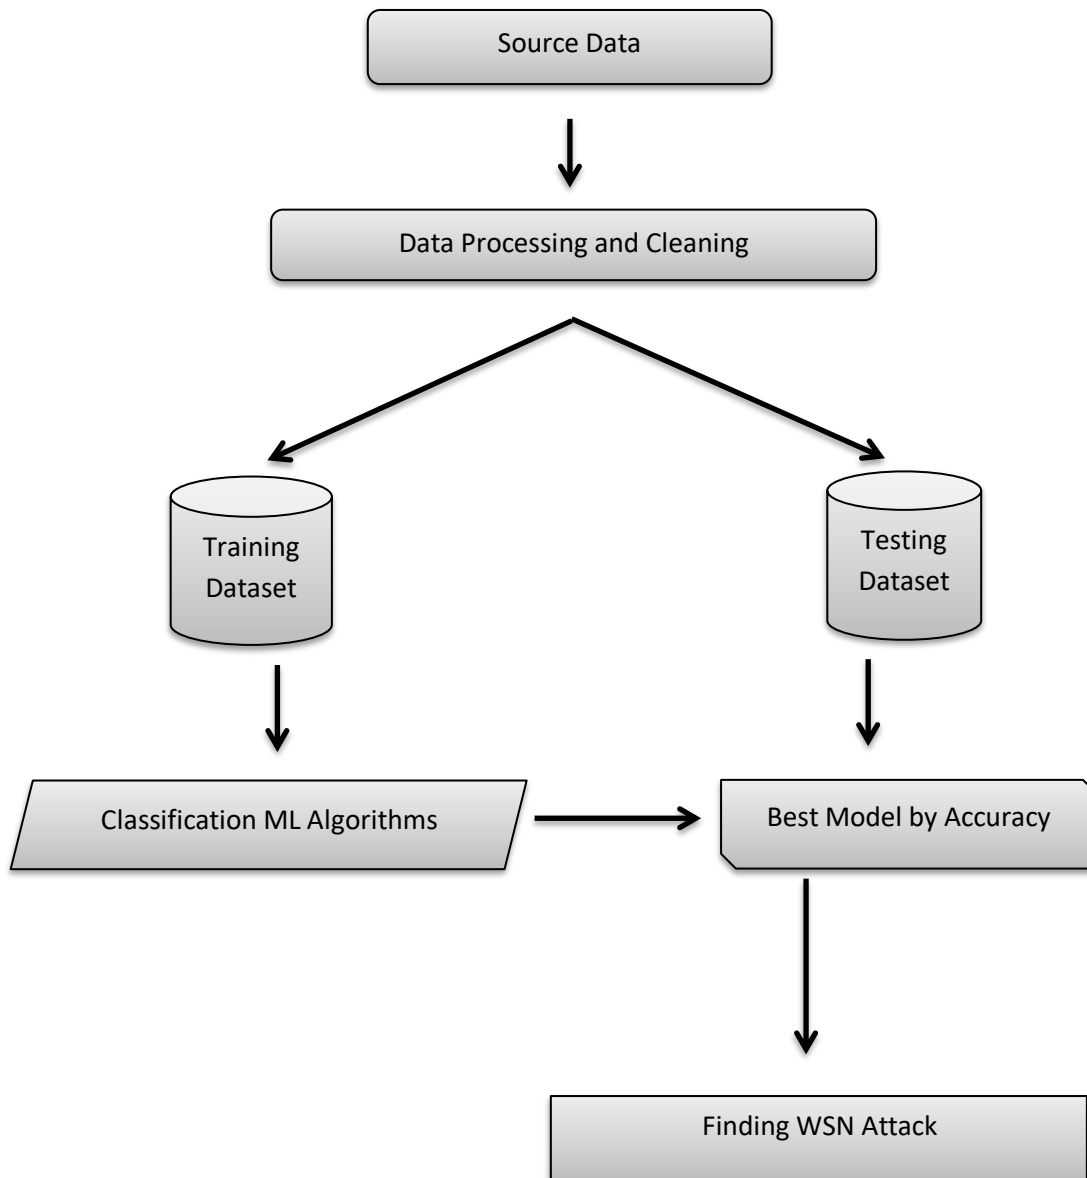 Source Data
Data Processing and Cleaning
Training
Dataset
Testing
Dataset
Classification ML Algorithms
Best Model by Accuracy
Finding WSN Attack